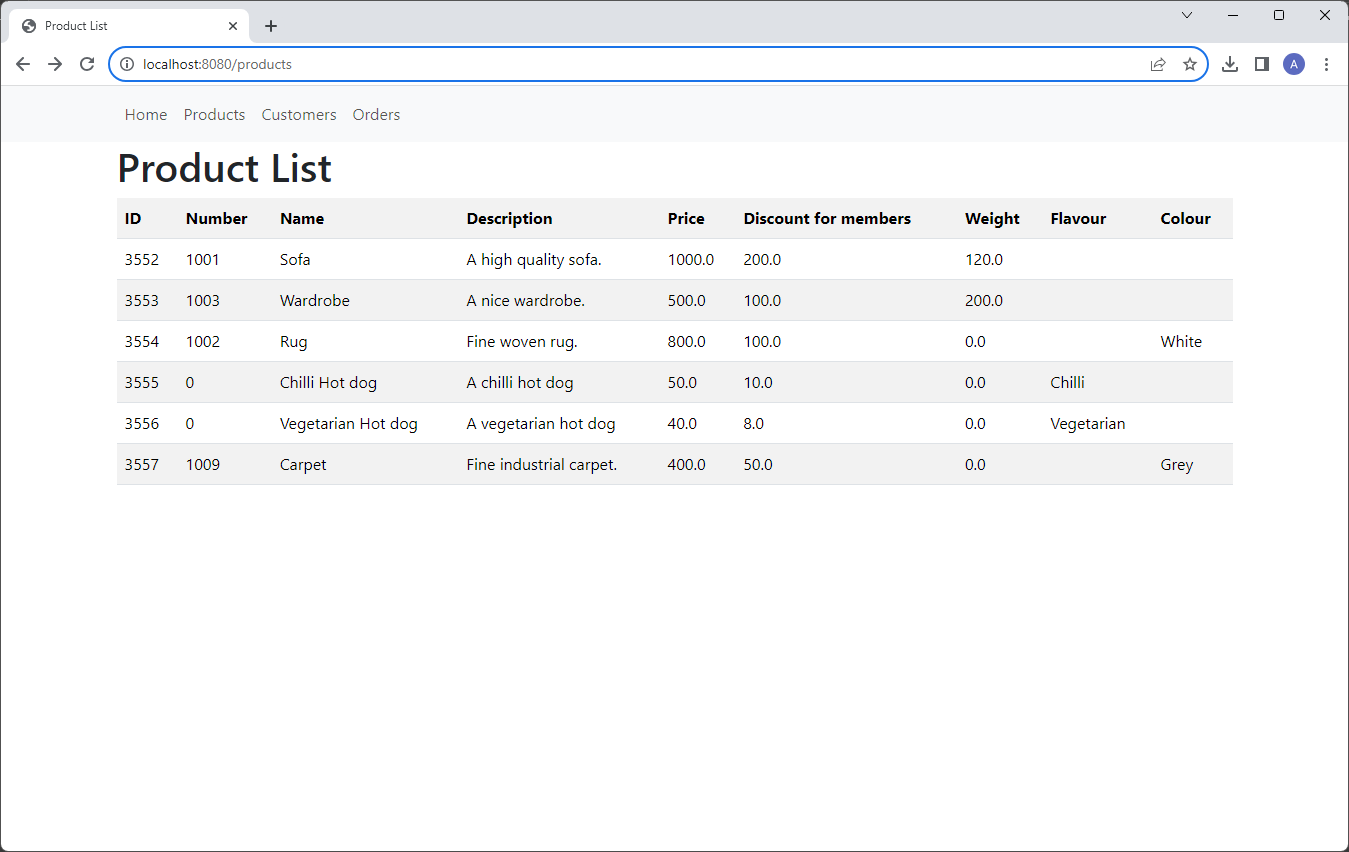 Product List
localhost:8080/products
A
Home Products Customers Orders
Product List
ID Number Name Description Price Discount for members Weight Flavour Colour
3552 1001 Sofa A high quality sofa. 1000.0 200.0 120.0
3553 1003 Wardrobe A nice wardrobe. 500.0 100.0 200.0
3554 1002 Rug Fine woven rug. 800.0 100.0 0.0 White
3555 0 Chilli Hot dog A chilli hot dog 50.0 10.0 0.0 Chilli
3556 0 Vegetarian Hot dog A vegetarian hot dog 40.0 8.0 0.0 Vegetarian
3557 1009 Carpet Fine industrial carpet. 400.0 50.0 0.0 Grey